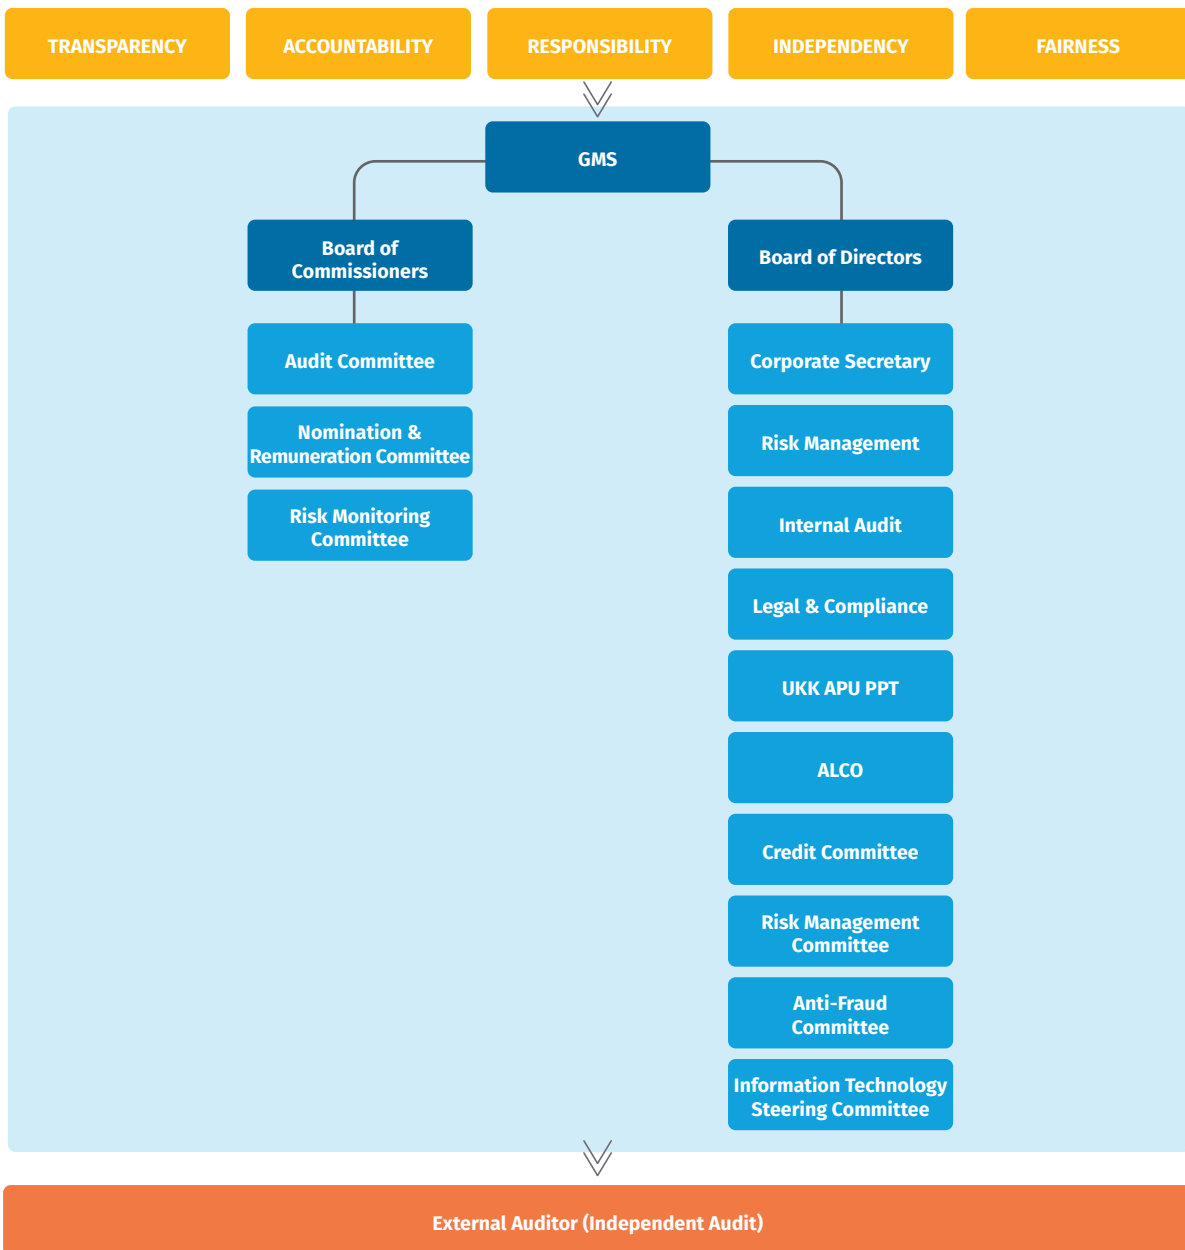 TRANSPARENCY
ACCOUNTABILITY
RESPONSIBILITY
INDEPENDENCY
FAIRNESS
GMS
Board of
Commissioners
Audit Committee
Nomination &
Remuneration Committee
Risk Monitoring
Committee
Board of Directors
Corporate Secretary
Risk Management
Internal Audit
Legal & Compliance
UKK APU PPT
ALCO
Credit Committee
Risk Management
Committee
Anti-Fraud
Committee
Information Technology
Steering Committee
External Auditor (Independent Audit)